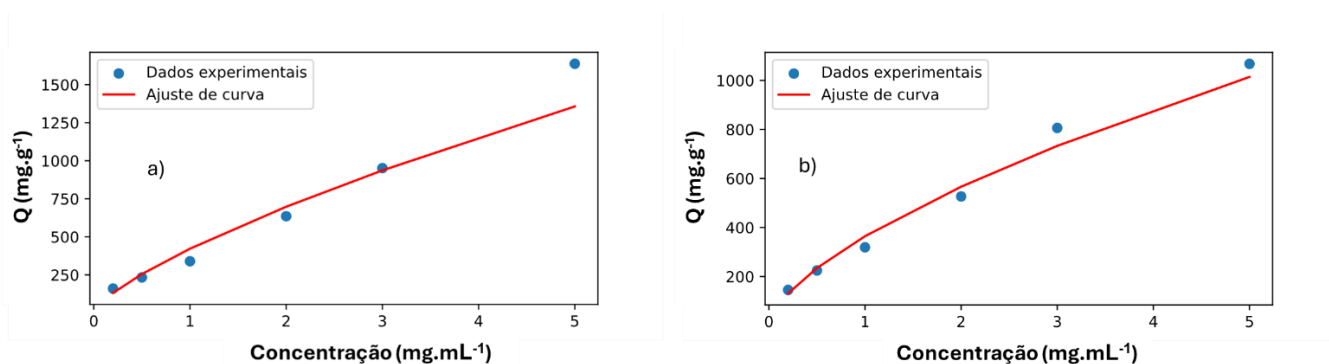 Dados experimentais
Ajuste de curva
a)
Q (mg.g-1)
1500
1250
1000
750
500
250
0 1 2 3 4 5
Concentração (mg.mL-1)
Dados experimentais
Ajuste de curva
b)
Q (mg.g-1)
1000
800
600
400
200
0 1 2 3 4 5
Concentração (mg.mL-1)